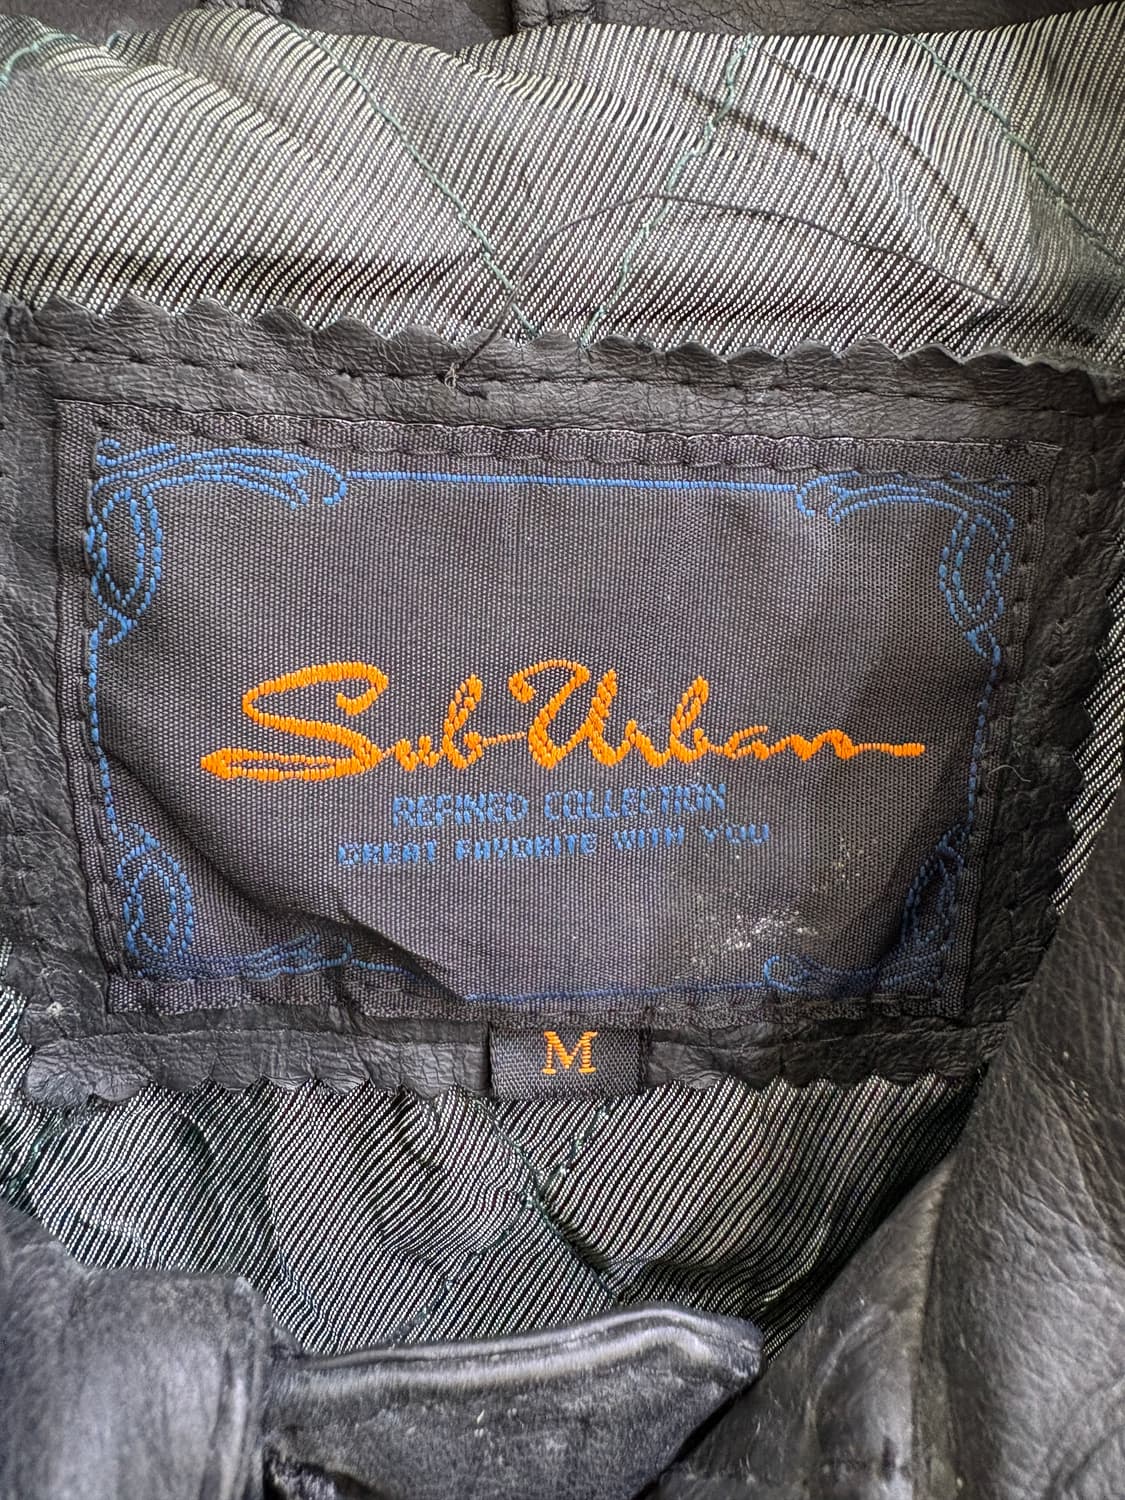 Sub-Urban
REFINED COLLECTION
GREAT FAVORITE WITH YOU
M